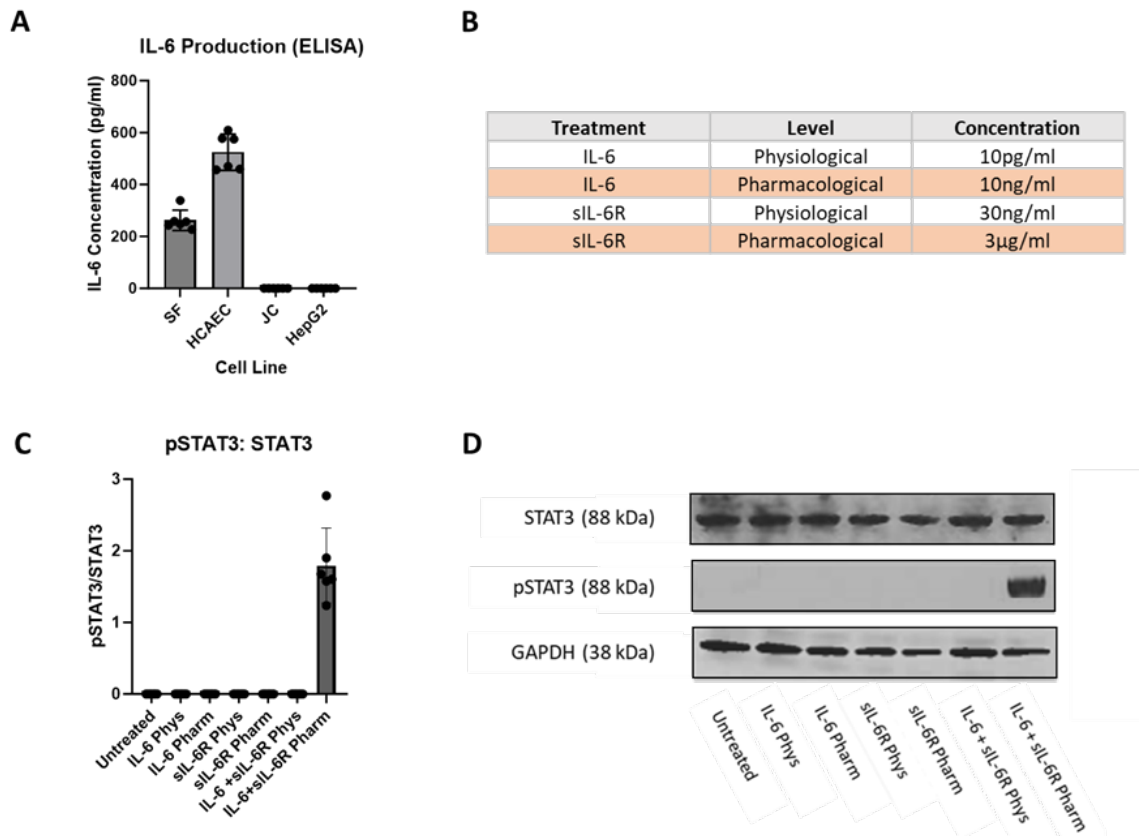 A
IL-6 Production (ELISA)
IL-6 Concentration (pg/ml)
800
600
400
200
0
SF
HCAEC
JC
HepG2
Cell Line
B
Treatment Level Concentration
IL-6 Physiological 10pg/ml
IL-6 Pharmacological 10ng/ml
sIL-6R Physiological 30ng/ml
sIL-6R Pharmacological 3µg/ml
C
pSTAT3: STAT3
pSTAT3/STAT3
3
2
1
0
Untreated
IL-6 Phys
IL-6 Pharm
sIL-6R Phys
sIL-6R Pharm
IL-6 +sIL-6R Phys
IL-6+sIL-6R Pharm
D
STAT3 (88 kDa)
pSTAT3 (88 kDa)
GAPDH (38 kDa)
Untreated
IL-6 Phys
IL-6 Pharm
sIL-6R Phys
sIL-6R Pharm
IL-6 + sIL-6R Phys
IL-6 + sIL-6R Pharm